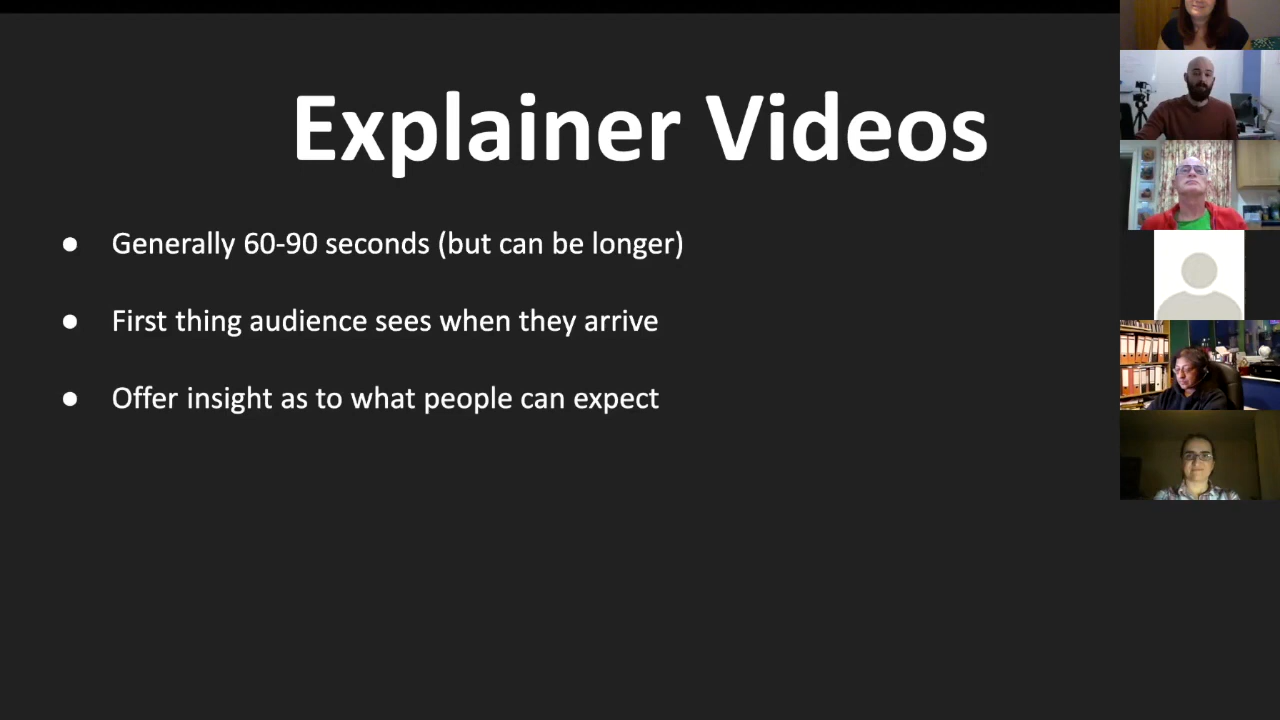 Explainer Videos
● Generally 60-90 seconds (but can be longer)
● First thing audience sees when they arrive
● Offer insight as to what people can expect